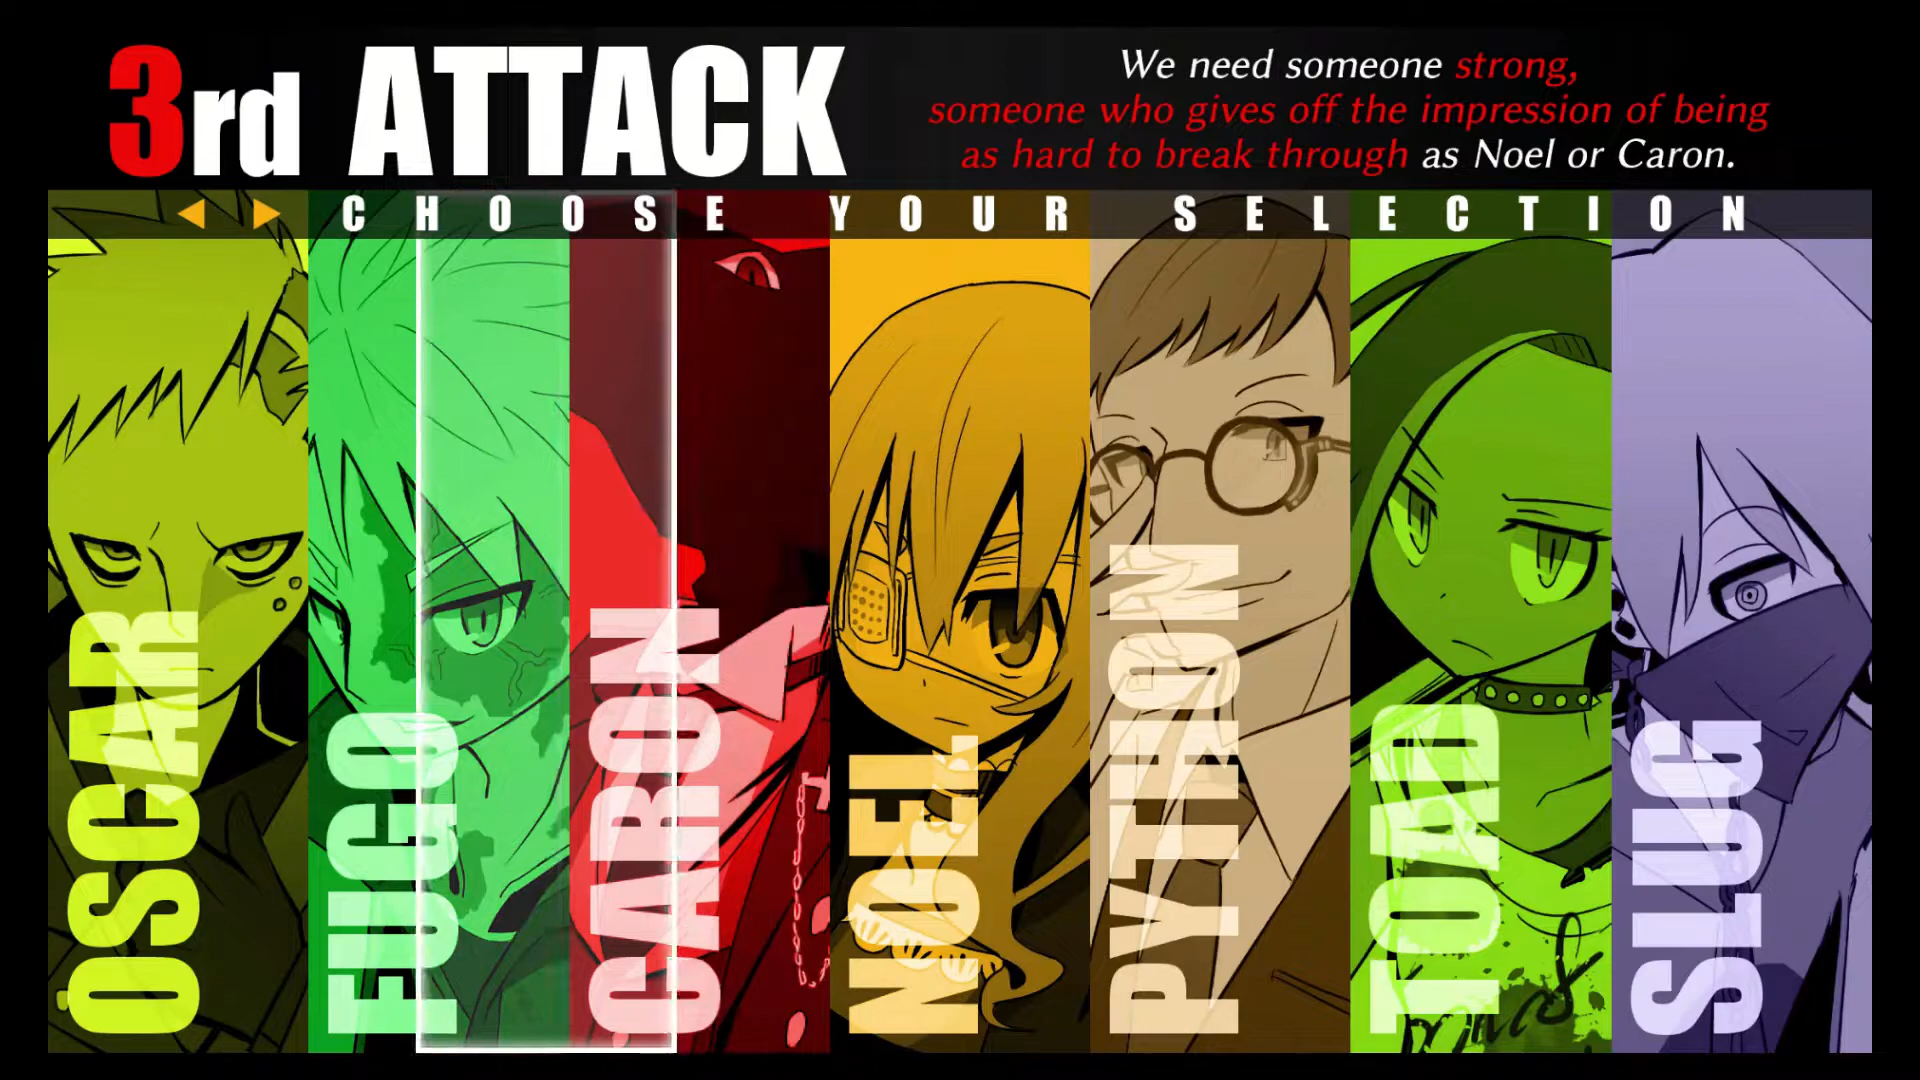 3rd ATTACK
We need someone strong,
someone who gives off the impression of being
as hard to break through as Noel or Caron.
CHOOSE YOUR SELECTION
OSCAR
FUGO
CARON
NOEL
PYTHON
TOAD
SLUG